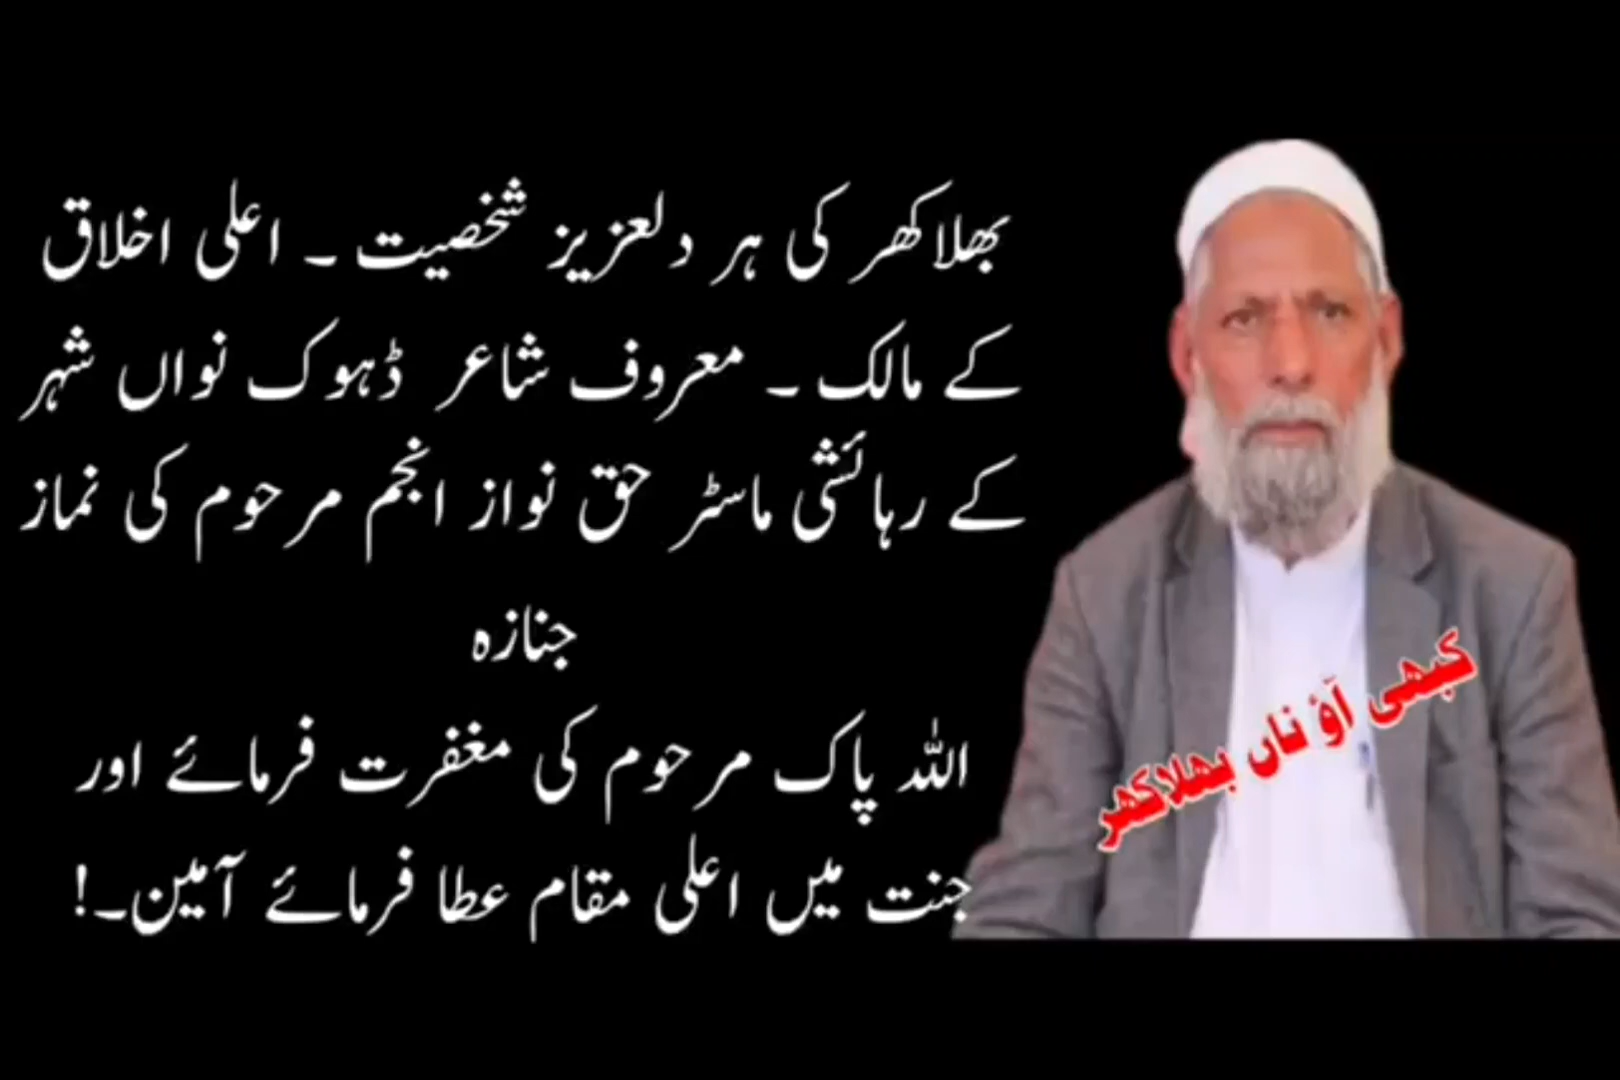 بھلاکھر کی ہر دلعزیز شخصیت ۔ اعلی اخلاق
کے مالک ۔ معروف شاعر ڈہوک نواں شہر
کے رہائشی ماسٹر حق نواز انجم مرحوم کی نماز
جنازہ
اللہ پاک مرحوم کی مغفرت فرمائے اور
جنت میں اعلی مقام عطا فرمائے آمین۔!
کبھی آؤ ناں بھلاکھر